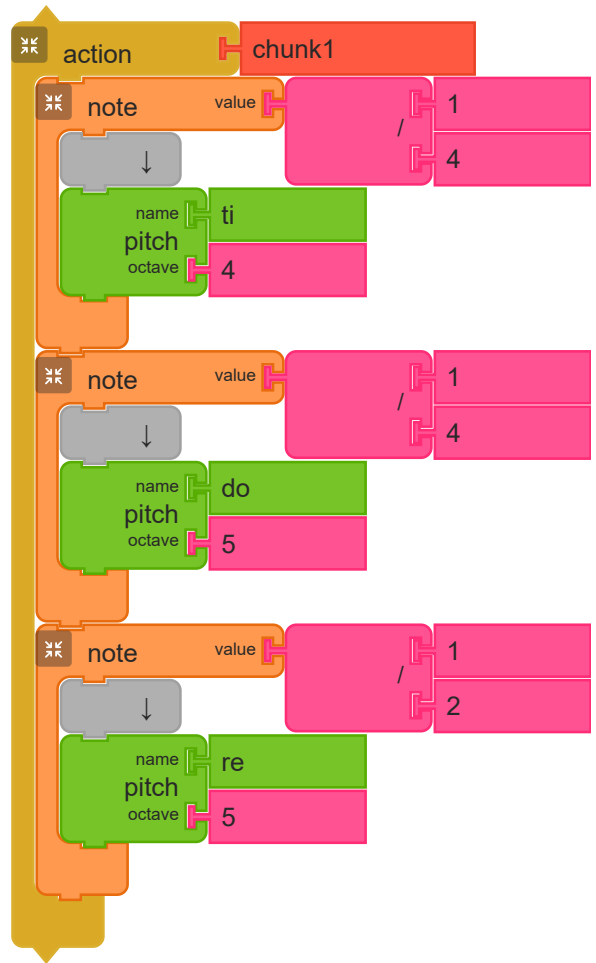 action chunk1
note value 1
/
4
↓
name ti
pitch
octave 4
note value 1
/
4
↓
name do
pitch
octave 5
note value 1
/
2
↓
name re
pitch
octave 5